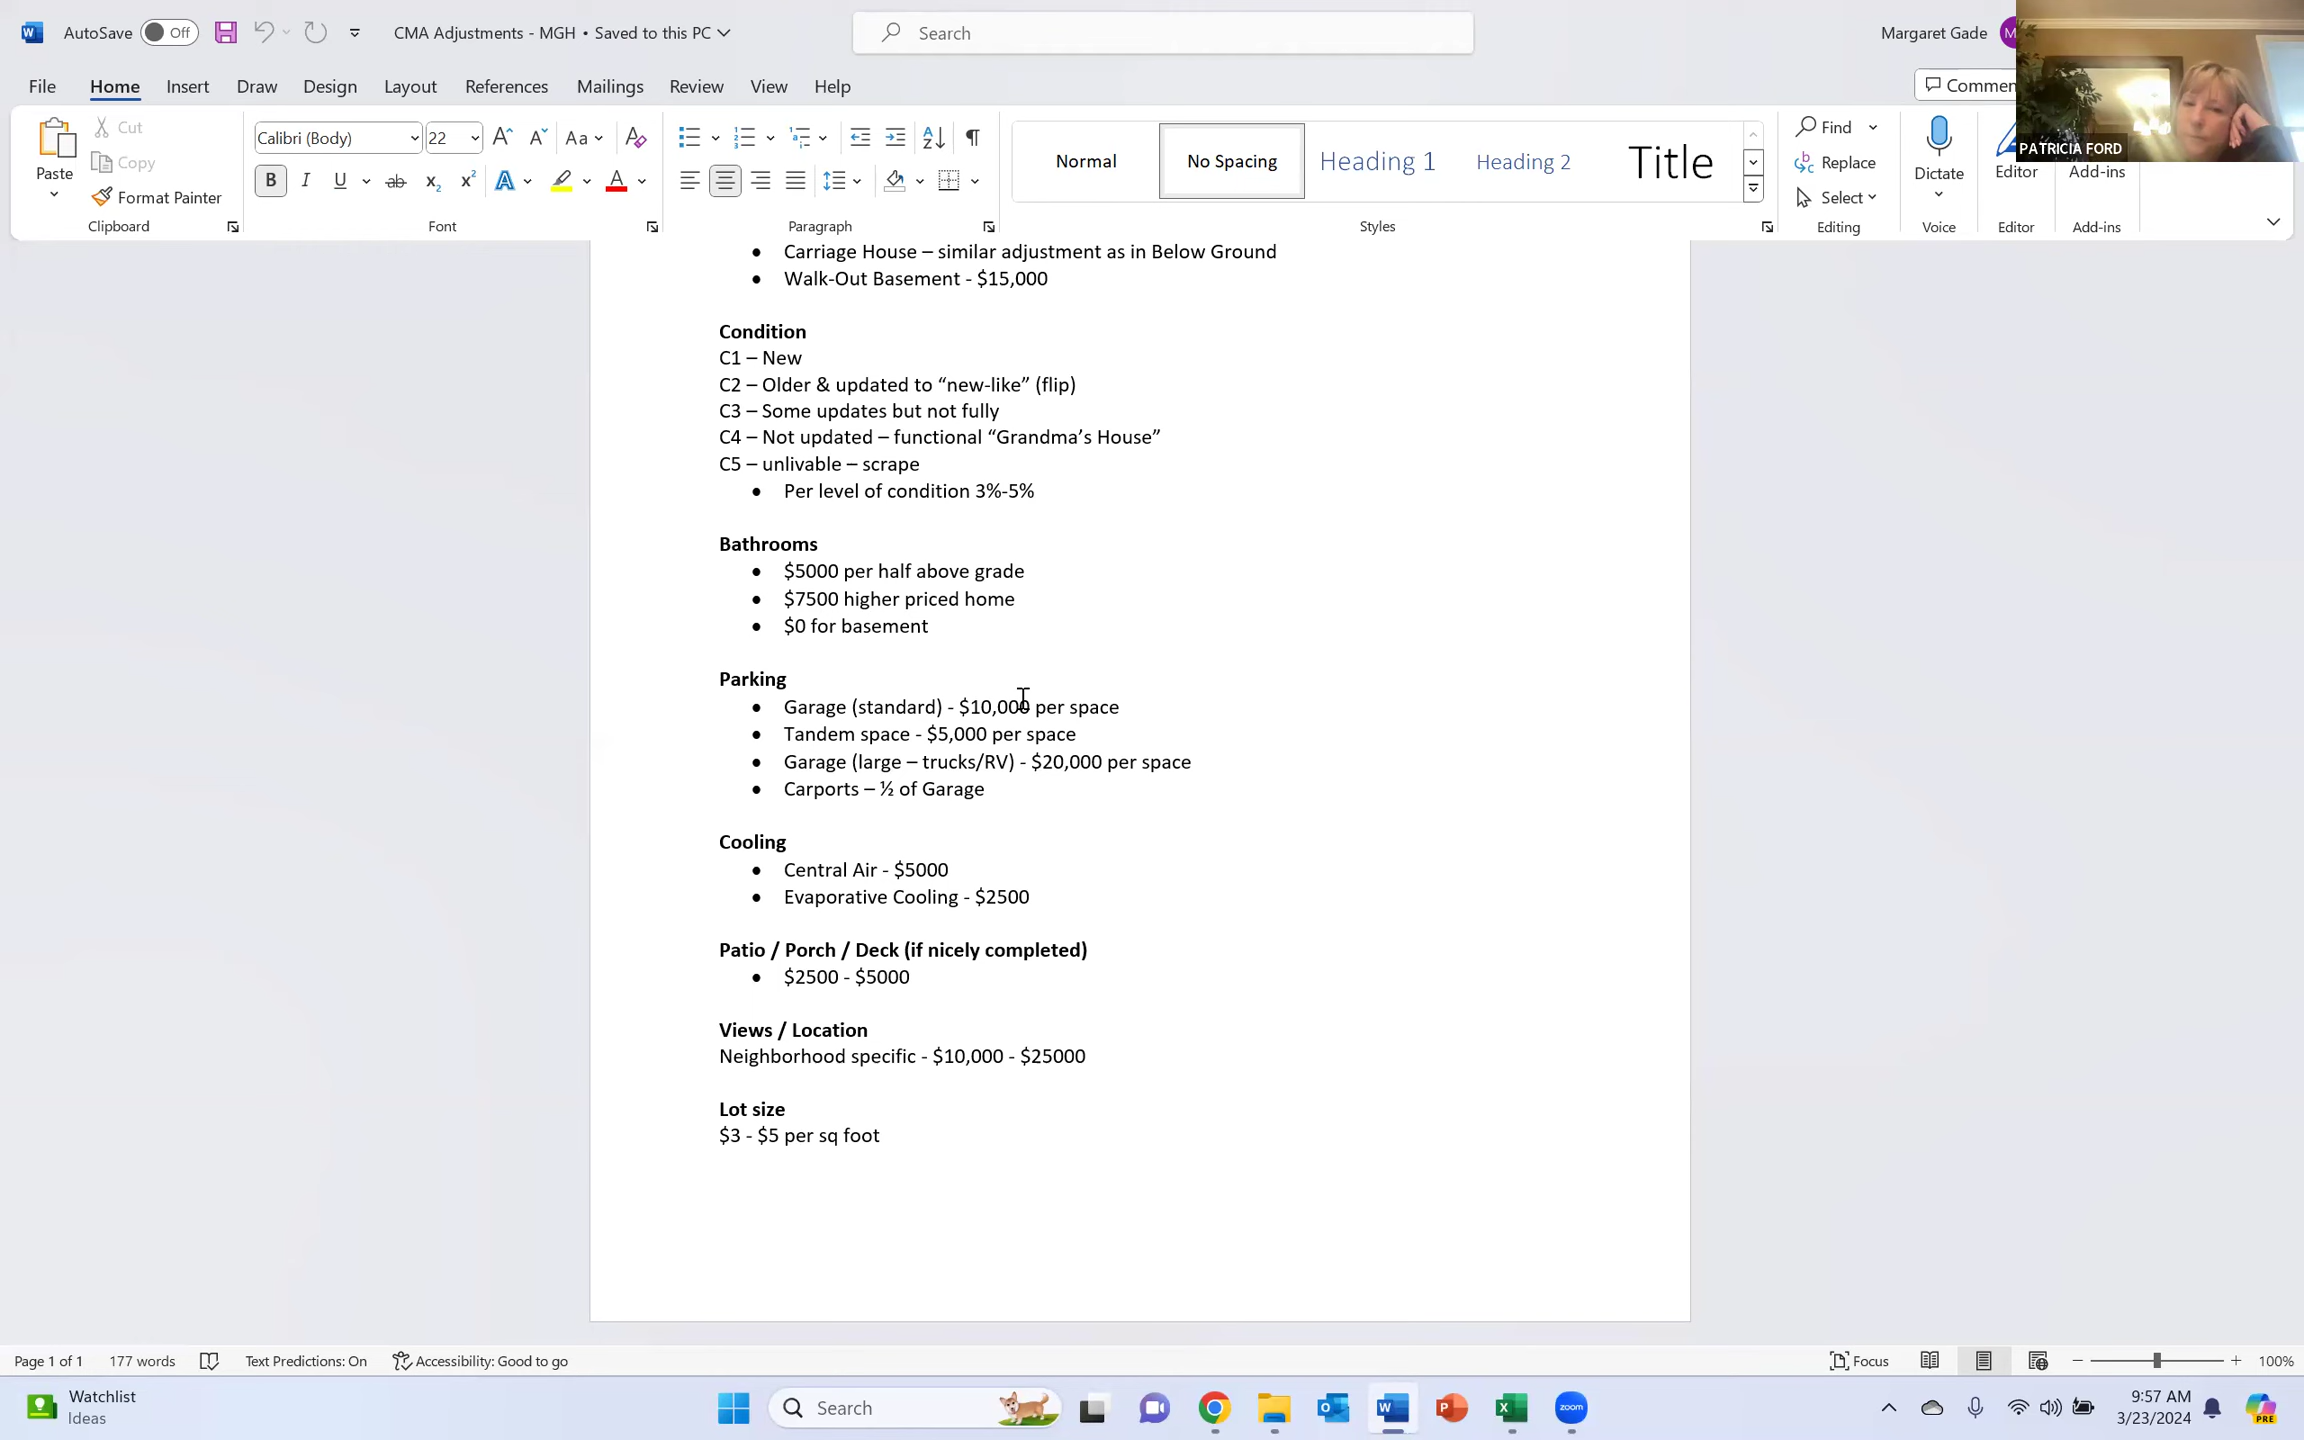 AutoSave Off CMA Adjustments - MGH • Saved to this PC Search Margaret Gade
File Home Insert Draw Design Layout References Mailings Review View Help
Paste
Cut
Copy
Format Painter
Clipboard
Calibri (Body) 22
Font
Paragraph
Normal No Spacing Heading 1 Heading 2 Title
Styles
Find
Replace
Select
Editing
Dictate
Voice
Editor
Editor
Add-ins
Add-ins
PATRICIA FORD
• Carriage House – similar adjustment as in Below Ground
• Walk-Out Basement - $15,000
Condition
C1 – New
C2 – Older & updated to “new-like” (flip)
C3 – Some updates but not fully
C4 – Not updated – functional “Grandma’s House”
C5 – unlivable – scrape
• Per level of condition 3%-5%
Bathrooms
• $5000 per half above grade
• $7500 higher priced home
• $0 for basement
Parking
• Garage (standard) - $10,000 per space
• Tandem space - $5,000 per space
• Garage (large – trucks/RV) - $20,000 per space
• Carports – ½ of Garage
Cooling
• Central Air - $5000
• Evaporative Cooling - $2500
Patio / Porch / Deck (if nicely completed)
• $2500 - $5000
Views / Location
Neighborhood specific - $10,000 - $25000
Lot size
$3 - $5 per sq foot
Page 1 of 1 177 words Text Predictions: On Accessibility: Good to go Focus 100%
Watchlist
Ideas
Search
zoom
PRE
9:57 AM
3/23/2024